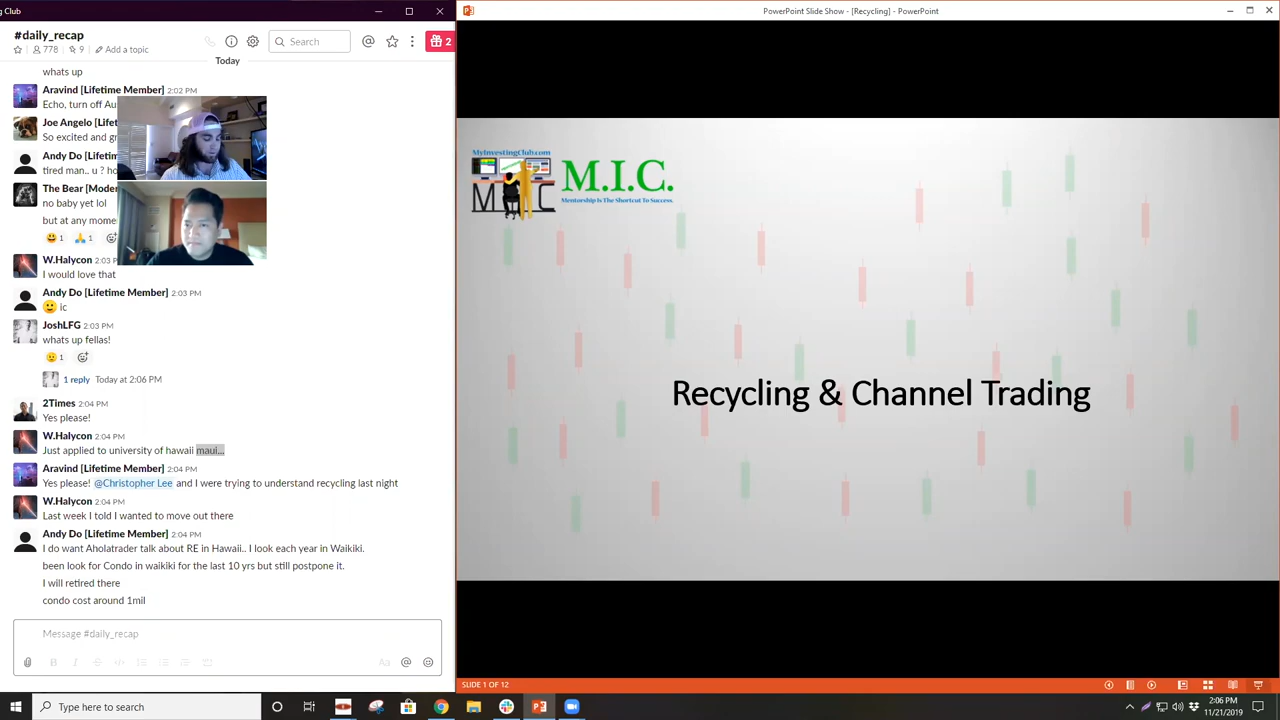 g Club
#daily_recap
778
9
Add a topic
Search
2
Today
whats up
Aravind [Lifetime Member] 2:02 PM
Echo, turn off Au
Joe Angelo [Lifet
So excited and gr
Andy Do [Lifetim
tired man.. u ? ho
The Bear [Moder
no baby yet lol
but at any mome
1
1
W.Halycon 2:03 P
I would love that
Andy Do [Lifetime Member] 2:03 PM
ic
JoshLFG 2:03 PM
whats up fellas!
1
1 reply Today at 2:06 PM
2Times 2:04 PM
Yes please!
W.Halycon 2:04 PM
Just applied to university of hawaii maui...
Aravind [Lifetime Member] 2:04 PM
Yes please! @Christopher Lee and I were trying to understand recycling last night
W.Halycon 2:04 PM
Last week I told I wanted to move out there
Andy Do [Lifetime Member] 2:04 PM
I do want Aholatrader talk about RE in Hawaii.. I look each year in Waikiki.
been look for Condo in waikiki for the last 10 yrs but still postpone it.
I will retired there
condo cost around 1mil
Message #daily_recap
Aa
PowerPoint Slide Show - [Recycling] - PowerPoint
MyInvestingClub.com
MIC
M.I.C.
Mentorship Is The Shortcut To Success.
Recycling & Channel Trading
SLIDE 1 OF 12
Type here to search
2:06 PM
11/21/2019